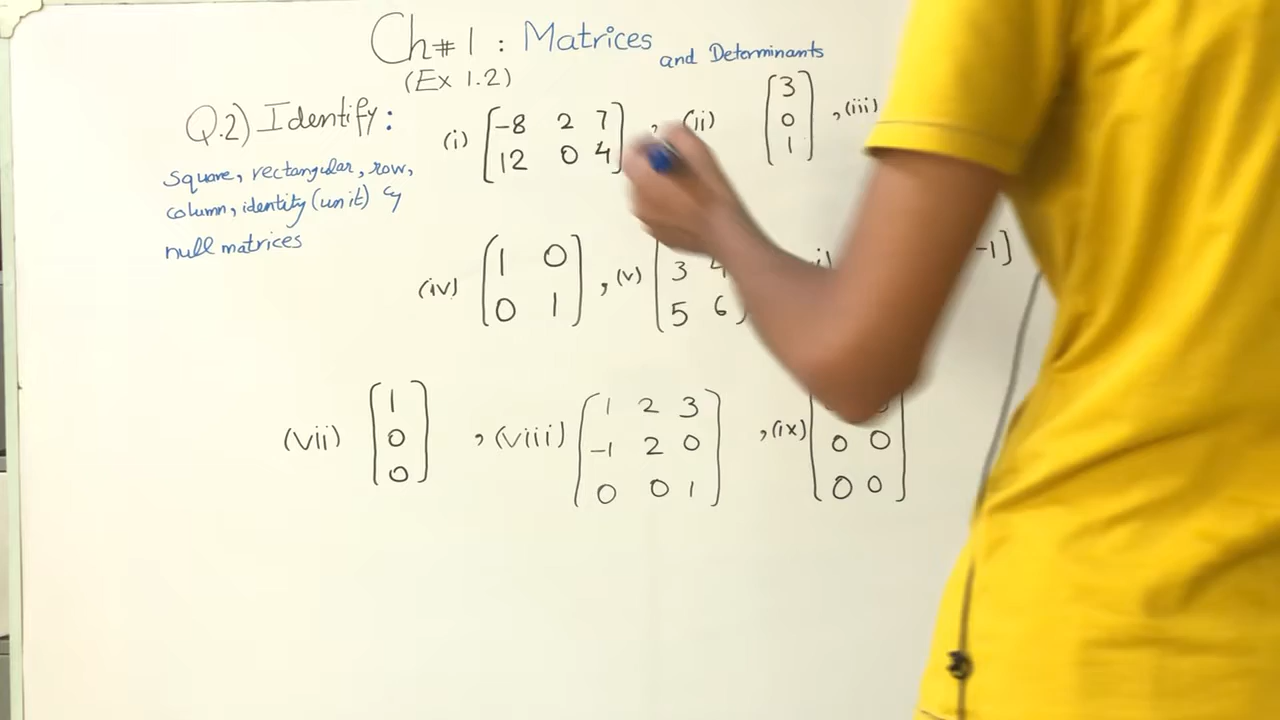 Ch#1 : Matrices and Determinants
(Ex 1.2)
Q.2) Identify:
square, rectangular, row,
column, identity (unit) &
null matrices
(i) [-8 2 7
12 0 4] , (ii) [3
0
1] , (iii)
(iv) [1 0
0 1] , (v) [3 4
5 6] -1]
(vii) [1
0
0] , (viii) [1 2 3
-1 2 0
0 0 1] , (ix) [0 0
0 0]